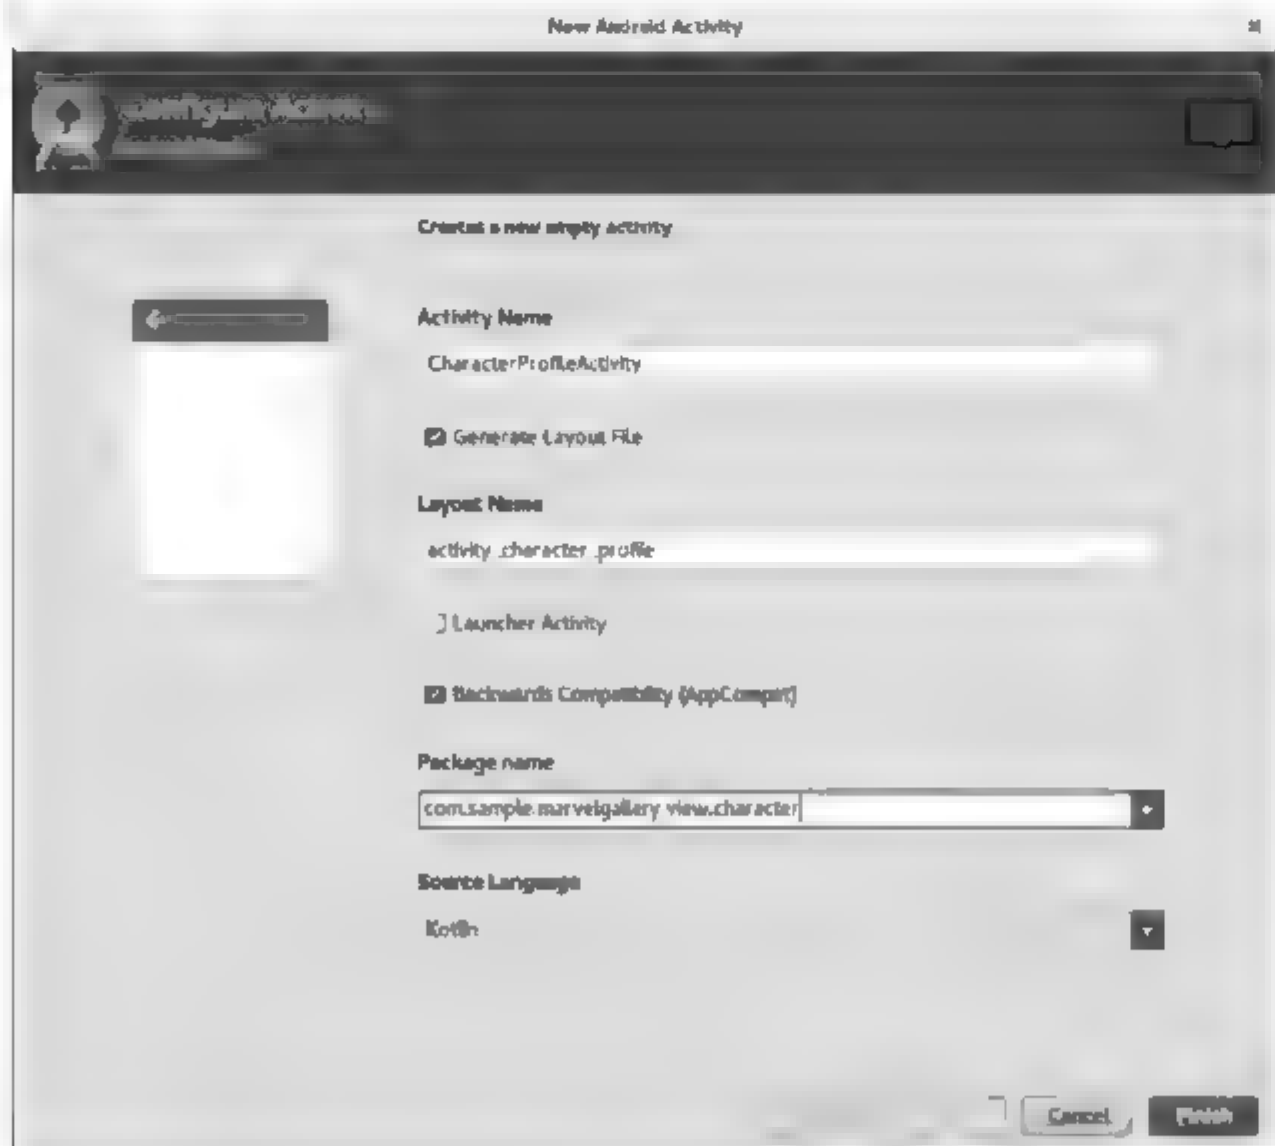 New Android Activity
Creates a new empty activity
Activity Name
CharacterProfileActivity
Generate Layout File
Layout Name
activity_character_profile
Launcher Activity
Backwards Compatibility (AppCompat)
Package name
com.sample.marvelgallery.view.character
Source Language
Kotlin
Cancel
Finish